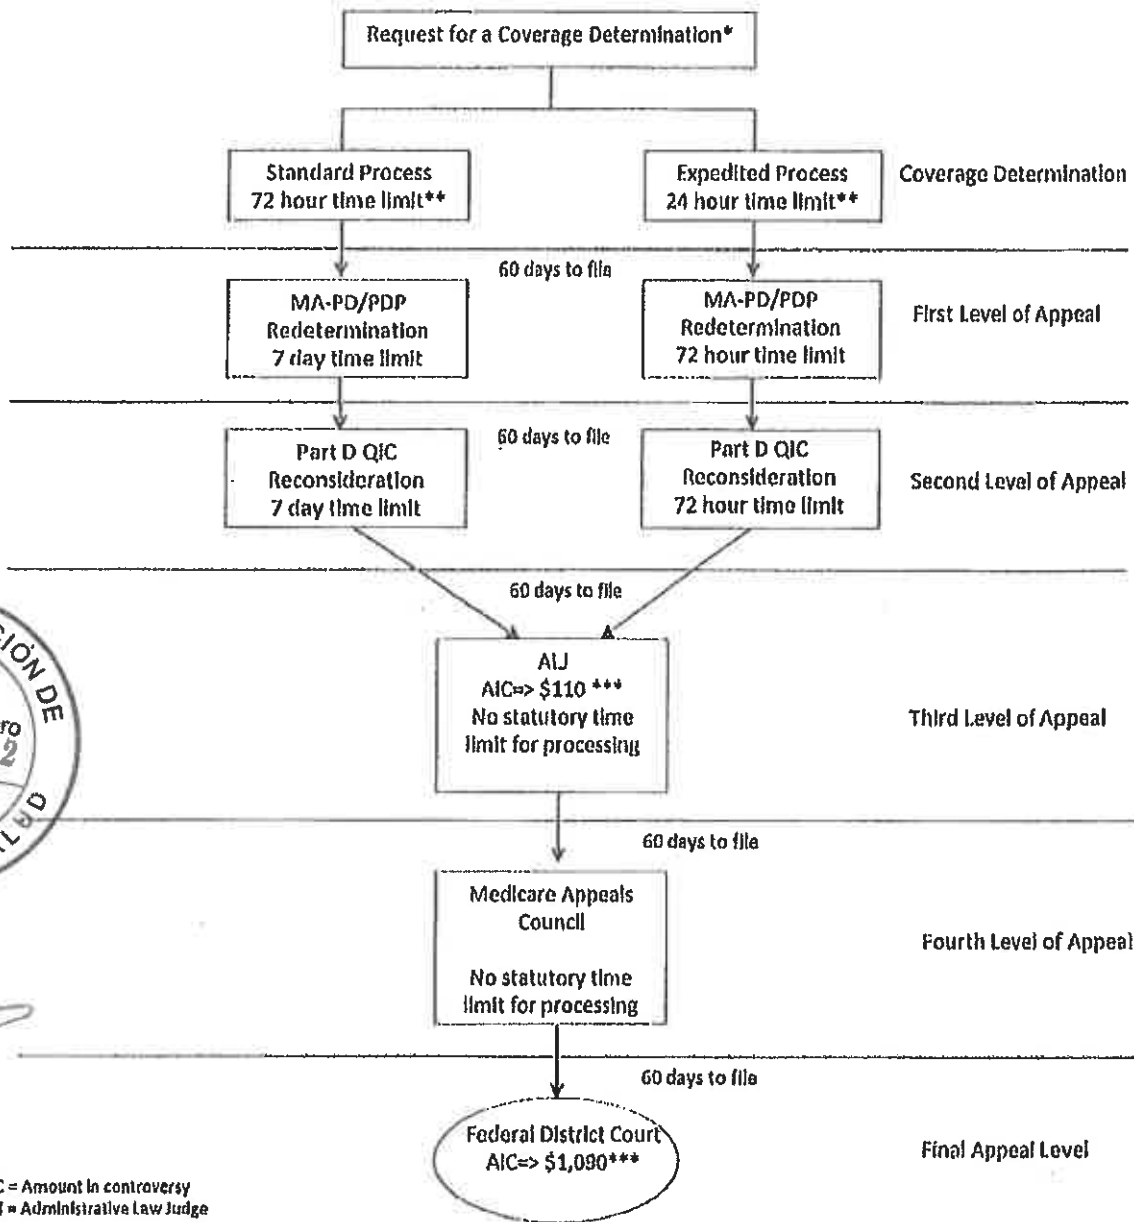 Request for a Coverage Determination*
Standard Process
72 hour time limit**
Expedited Process
24 hour time limit**
Coverage Determination
60 days to file
MA-PD/PDP
Redetermination
7 day time limit
MA-PD/PDP
Redetermination
72 hour time limit
First Level of Appeal
60 days to file
Part D QIC
Reconsideration
7 day time limit
Part D QIC
Reconsideration
72 hour time limit
Second Level of Appeal
60 days to file
ALJ
AIC=> $110 ***
No statutory time
limit for processing
Third Level of Appeal
CIÓN DE
ro
2
60 days to file
Medicare Appeals
Council
No statutory time
limit for processing
Fourth Level of Appeal
60 days to file
Federal District Court
AIC=> $1,090***
Final Appeal Level
C = Amount in controversy
= Administrative Law Judge